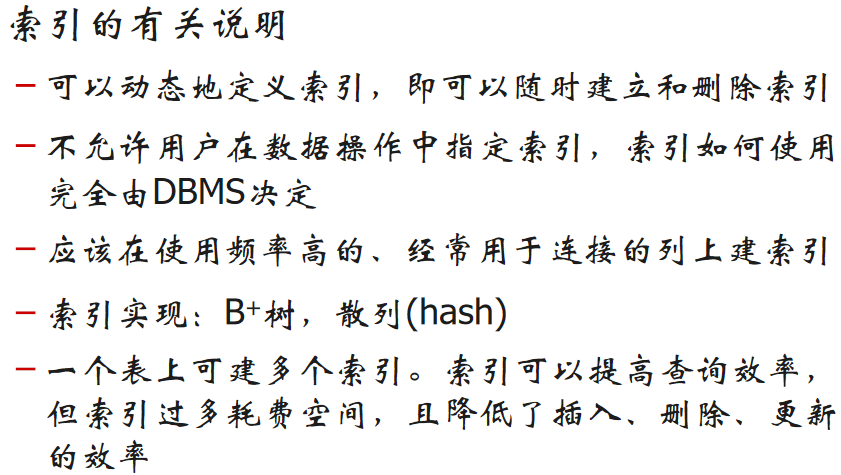 索引的有关说明
– 可以动态地定义索引，即可以随时建立和删除索引
– 不允许用户在数据操作中指定索引，索引如何使用
完全由DBMS决定
– 应该在使用频率高的、经常用于连接的列上建索引
– 索引实现：B⁺树，散列(hash)
– 一个表上可建多个索引。索引可以提高查询效率，
但索引过多耗费空间，且降低了插入、删除、更新
的效率